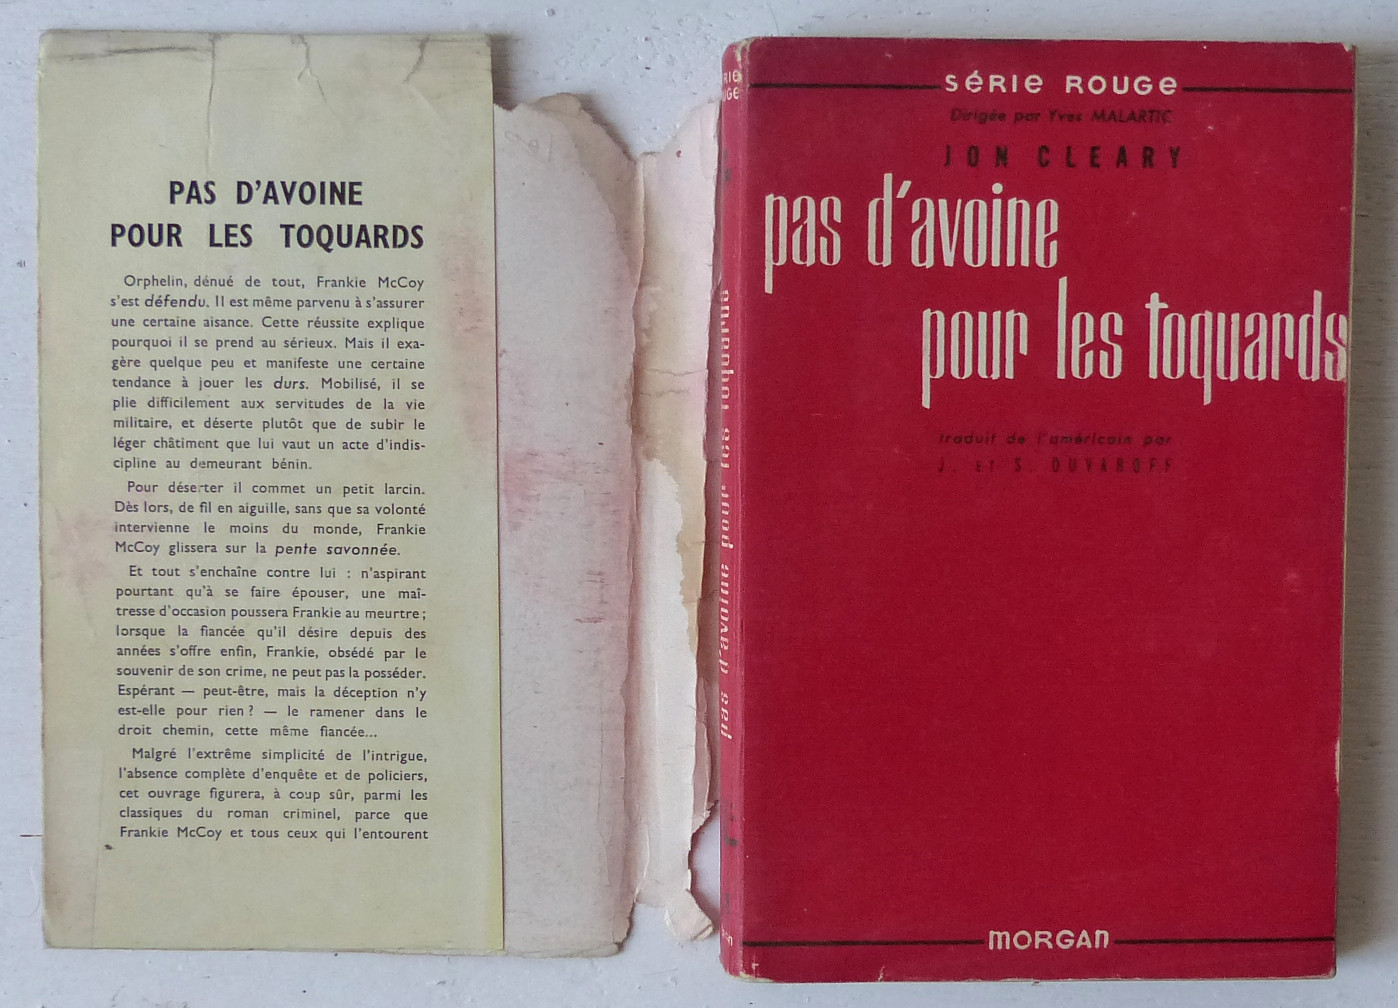 PAS D'AVOINE
POUR LES TOQUARDS
Orphelin, dénué de tout, Frankie McCoy
s'est défendu. Il est même parvenu à s'assurer
une certaine aisance. Cette réussite explique
pourquoi il se prend au sérieux. Mais il exa-
gère quelque peu et manifeste une certaine
tendance à jouer les durs. Mobilisé, il se
plie difficilement aux servitudes de la vie
militaire, et déserte plutôt que de subir le
léger châtiment que lui vaut un acte d'indis-
cipline au demeurant bénin.
Pour déserter il commet un petit larcin.
Dès lors, de fil en aiguille, sans que sa volonté
intervienne le moins du monde, Frankie
McCoy glissera sur la pente savonnée.
Et tout s'enchaîne contre lui : n'aspirant
pourtant qu'à se faire épouser, une maî-
tresse d'occasion poussera Frankie au meurtre ;
lorsque la fiancée qu'il désire depuis des
années s'offre enfin, Frankie, obsédé par le
souvenir de son crime, ne peut pas la posséder.
Espérant — peut-être, mais la déception n'y
est-elle pour rien ? — le ramener dans le
droit chemin, cette même fiancée...
Malgré l'extrême simplicité de l'intrigue,
l'absence complète d'enquête et de policiers,
cet ouvrage figurera, à coup sûr, parmi les
classiques du roman criminel, parce que
Frankie McCoy et tous ceux qui l'entourent
pas d'avoine pour les toquards
SÉRIE ROUGE
Dirigée par Yves MALARTIC
JON CLEARY
pas d'avoine
pour les toquards
traduit de l'américain par
J. ET S. OUVAROFF
MORGAN